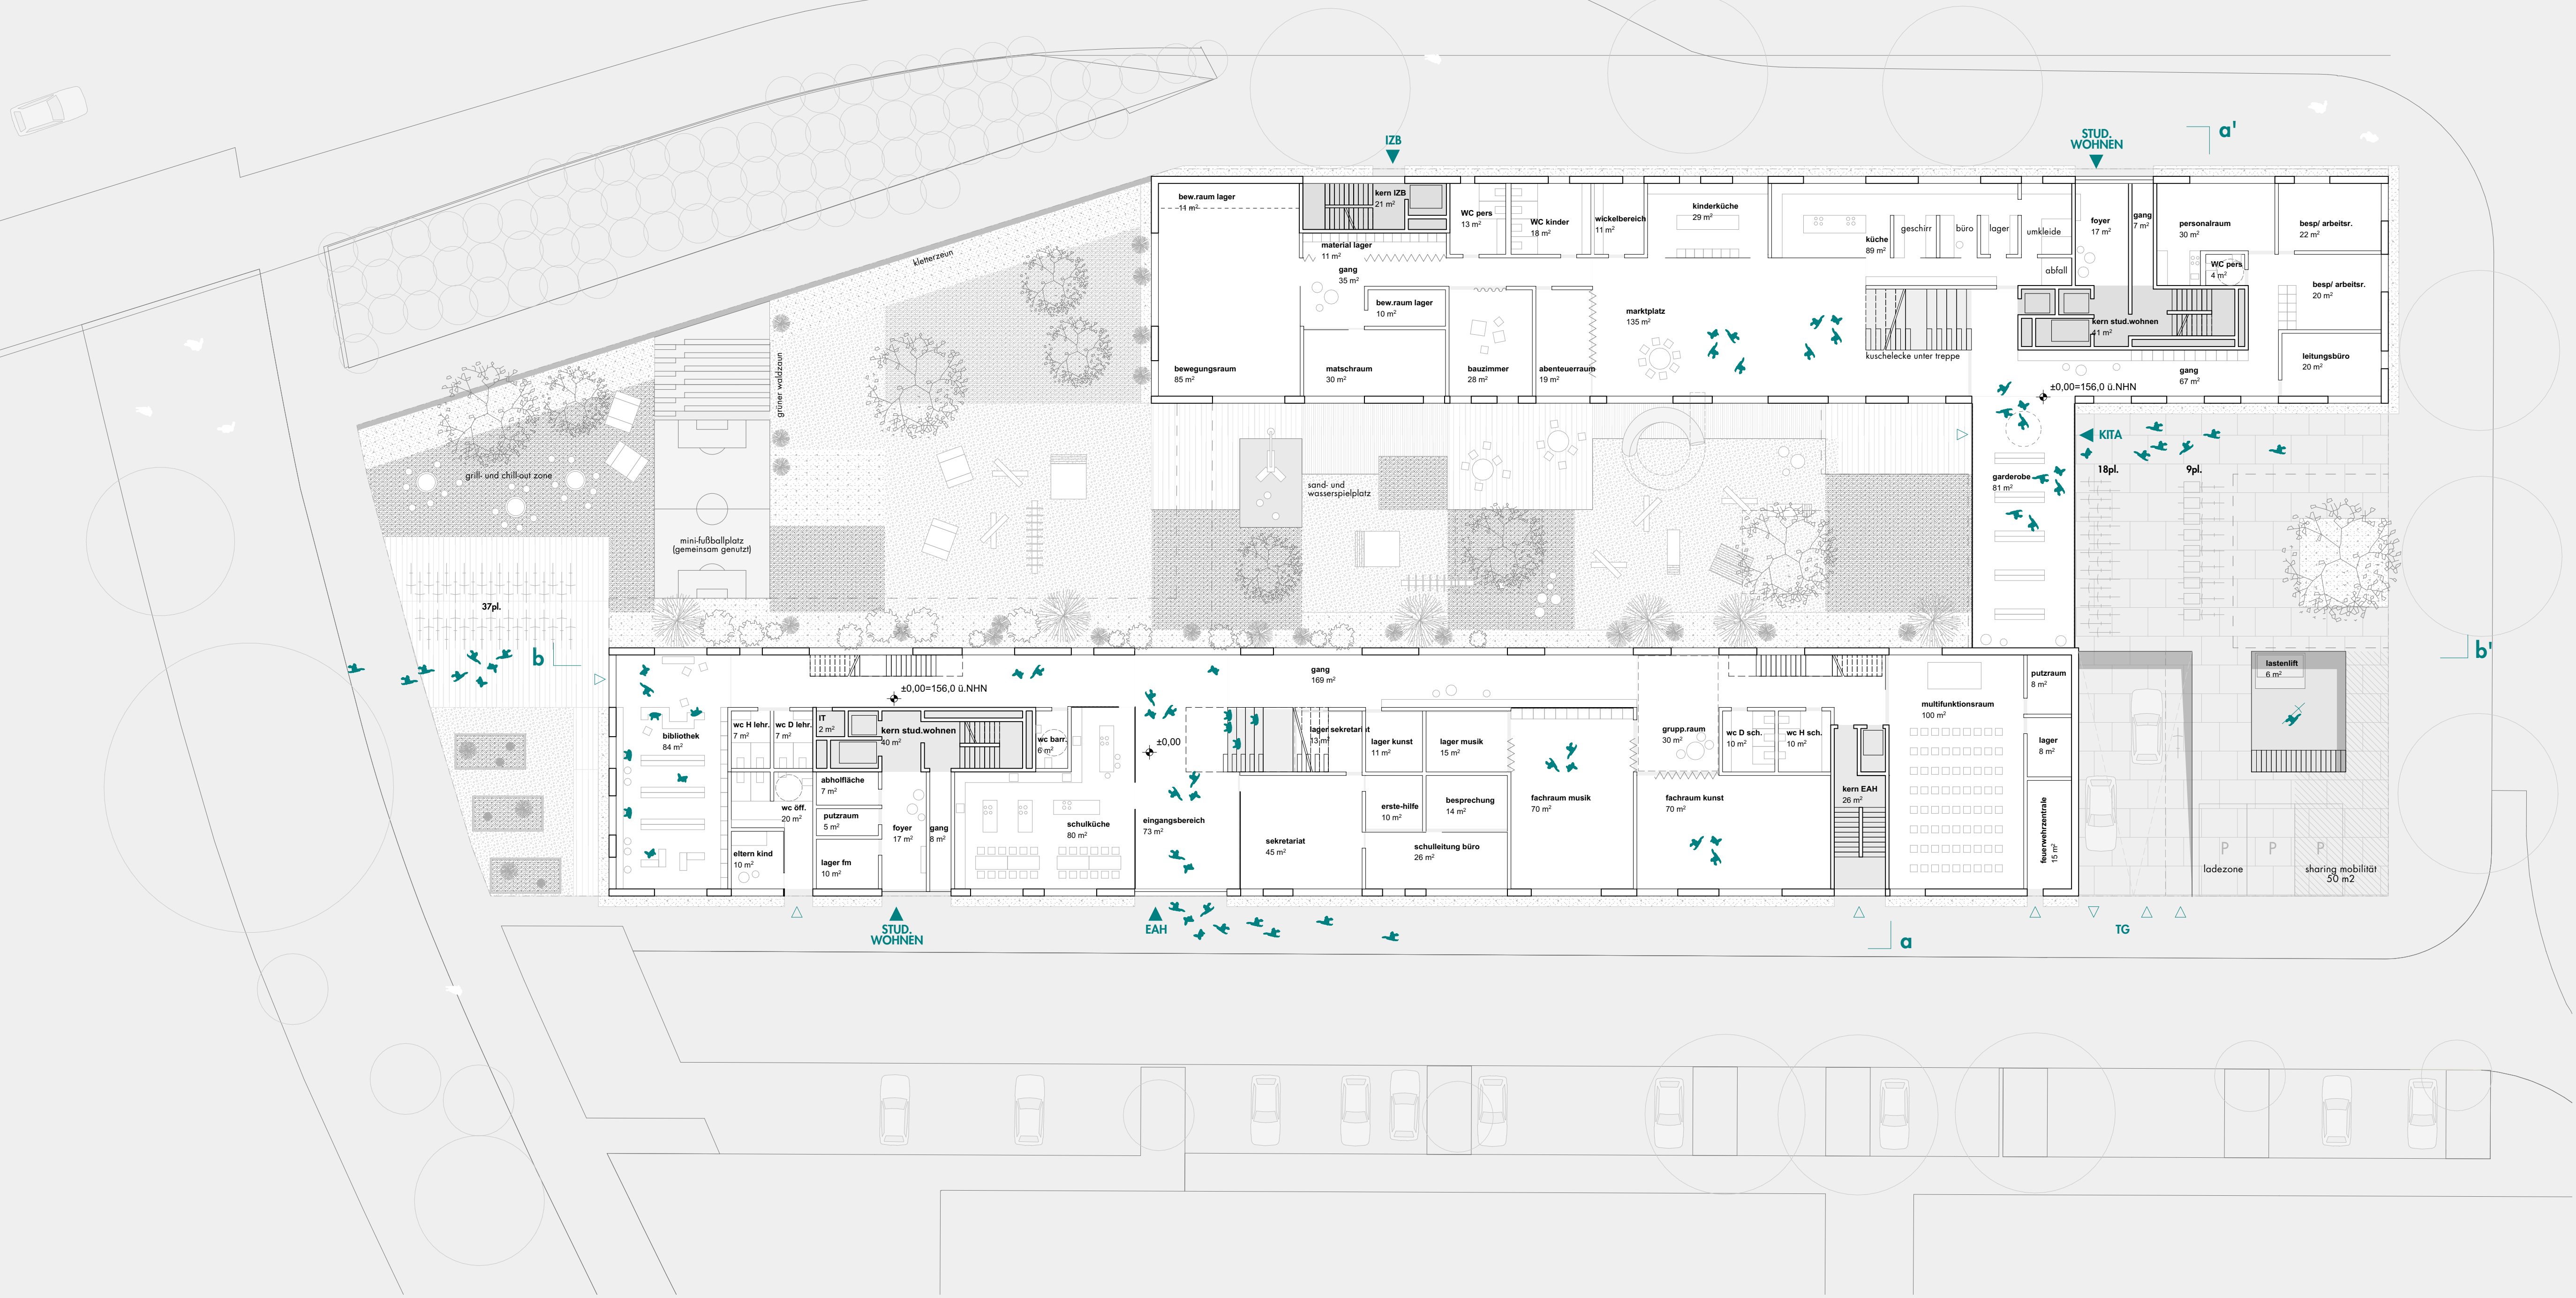 IZB
STUD.
WOHNEN
a'
bew.raum lager
11 m²
kern IZB
21 m²
WC pers
13 m²
WC kinder
18 m²
wickelbereich
11 m²
kinderküche
29 m²
küche
89 m²
geschirr
büro
lager
umkleide
abfall
foyer
17 m²
gang
7 m²
personalraum
30 m²
besp/ arbeitsr.
22 m²
WC pers
4 m²
besp/ arbeitsr.
20 m²
material lager
11 m²
gang
35 m²
bew.raum lager
10 m²
marktplatz
135 m²
kern stud.wohnen
41 m²
kuschelecke unter treppe
leitungsbüro
20 m²
bewegungsraum
85 m²
matschraum
30 m²
bauzimmer
28 m²
abenteuerraum
19 m²
gang
67 m²
±0,00=156,0 ü.NHN
kletterzeun
grüner waldzaun
KITA
18pl.
9pl.
garderobe
81 m²
grill- und chill-out zone
sand- und
wasserspielplatz
mini-fußballplatz
(gemeinsam genutzt)
37pl.
b
b'
lastenlift
6 m²
gang
169 m²
±0,00=156,0 ü.NHN
putzraum
8 m²
multifunktionsraum
100 m²
bibliothek
84 m²
wc H lehr.
7 m²
wc D lehr.
7 m²
IT
2 m²
kern stud.wohnen
40 m²
wc barr.
6 m²
±0,00
lager sekretariat
13 m²
lager kunst
11 m²
lager musik
15 m²
grupp.raum
30 m²
wc D sch.
10 m²
wc H sch.
10 m²
lager
8 m²
abholfläche
7 m²
wc öff.
20 m²
putzraum
5 m²
foyer
17 m²
gang
8 m²
schulküche
80 m²
eingangsbereich
73 m²
sekretariat
45 m²
erste-hilfe
10 m²
besprechung
14 m²
fachraum musik
70 m²
fachraum kunst
70 m²
kern EAH
26 m²
feuerwehrzentrale
15 m²
eltern kind
10 m²
lager fm
10 m²
schulleitung büro
26 m²
P
P
P
ladezone
sharing mobilität
50 m2
STUD.
WOHNEN
EAH
a
TG